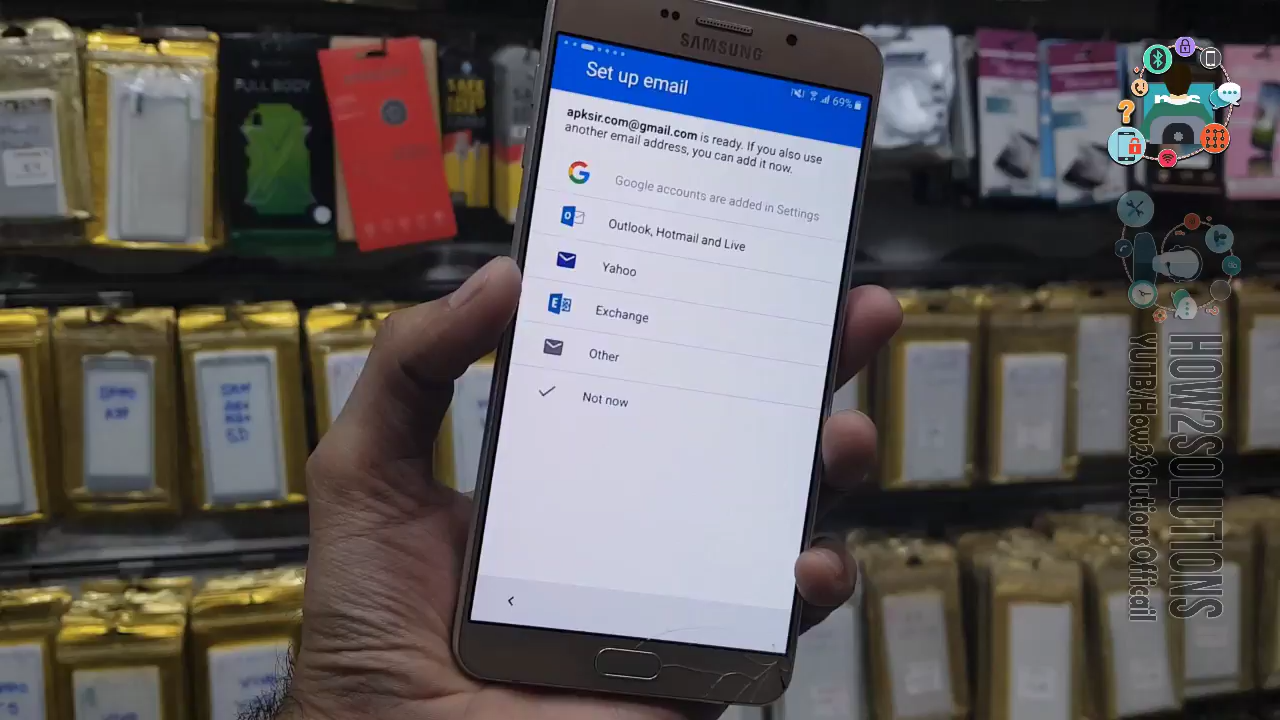 FULL BODY
SAMSUNG
69%
Set up email
apksir.com@gmail.com is ready. If you also use
another email address, you can add it now.
Google accounts are added in Settings
Outlook, Hotmail and Live
Yahoo
Exchange
Other
Not now
HOW2SOLUTIONS
YUTB/How2SolutionsOffcail